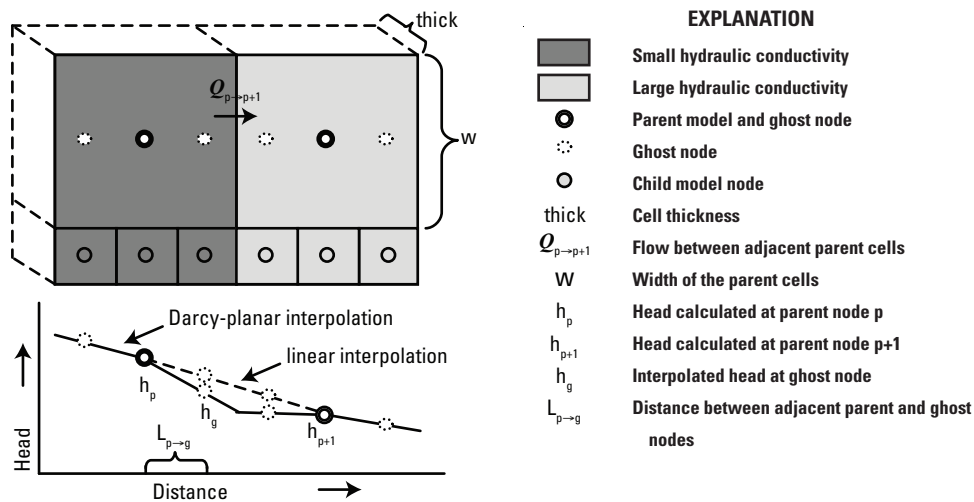 thick
Q p→p+1
w
Darcy-planar interpolation
linear interpolation
h p
h g
h p+1
L p→g
Head
Distance
EXPLANATION
Small hydraulic conductivity
Large hydraulic conductivity
Parent model and ghost node
Ghost node
Child model node
thick Cell thickness
Q p→p+1 Flow between adjacent parent cells
w Width of the parent cells
h p Head calculated at parent node p
h p+1 Head calculated at parent node p+1
h g Interpolated head at ghost node
L p→g Distance between adjacent parent and ghost
nodes